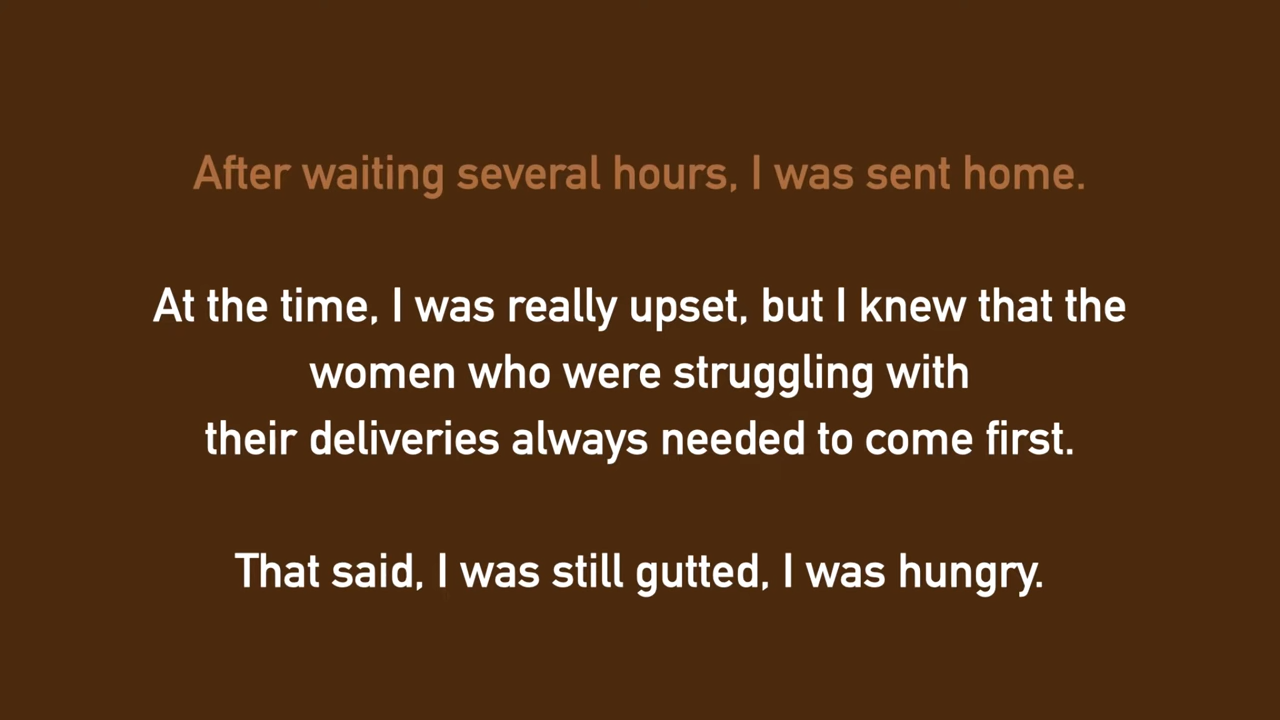 After waiting several hours, I was sent home.
At the time, I was really upset, but I knew that the
women who were struggling with
their deliveries always needed to come first.
That said, I was still gutted, I was hungry.